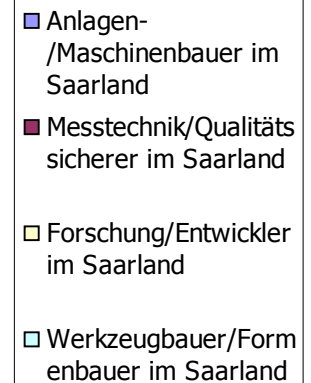 Anlagen-
/Maschinenbauer im
Saarland
Messtechnik/Qualitäts
sicherer im Saarland
Forschung/Entwickler
im Saarland
Werkzeugbauer/Form
enbauer im Saarland